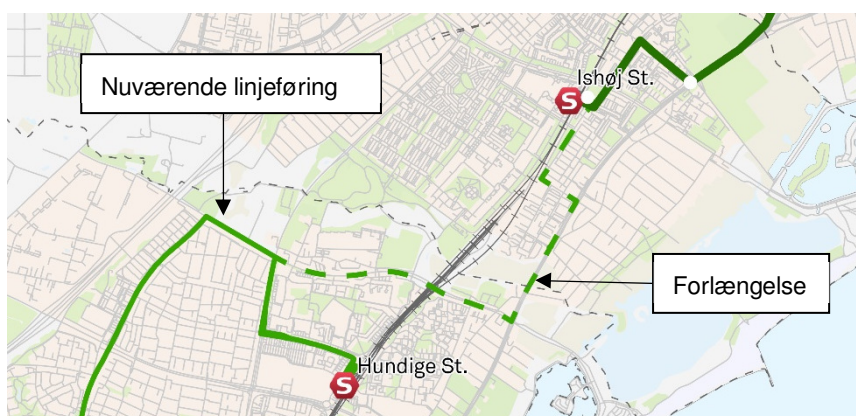 Ishøj St.
S
Nuværende linjeføring
Forlængelse
Hundige St.
S